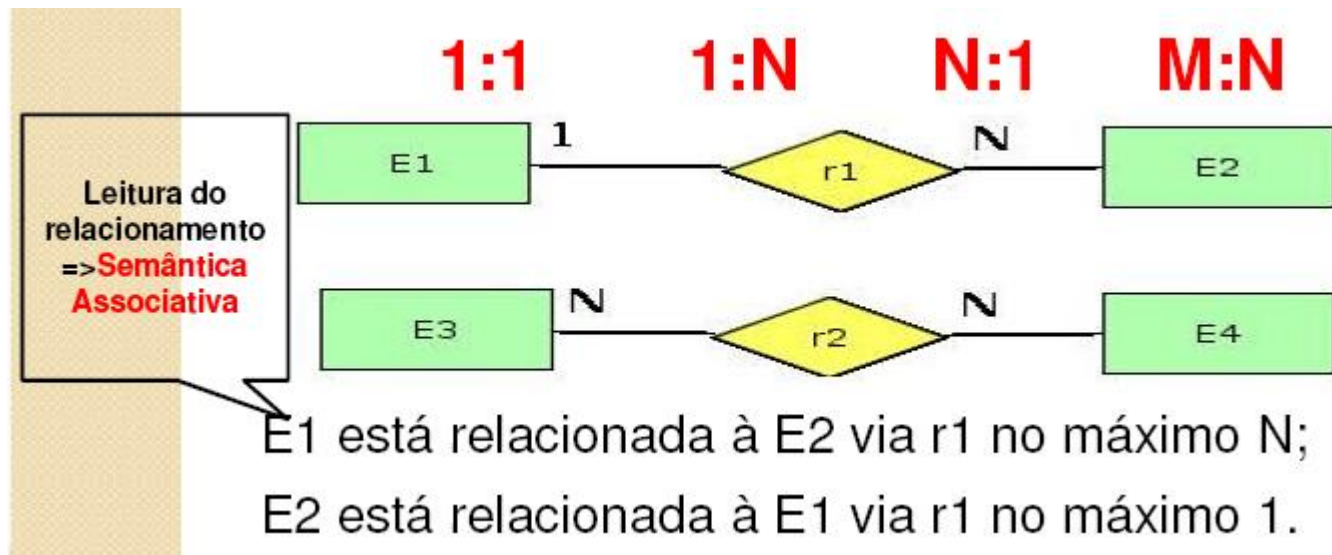 1:1 1:N N:1 M:N
E1 1 r1 N E2
Leitura do
relacionamento
=>Semântica
Associativa
E3 N r2 N E4
E1 está relacionada à E2 via r1 no máximo N;
E2 está relacionada à E1 via r1 no máximo 1.